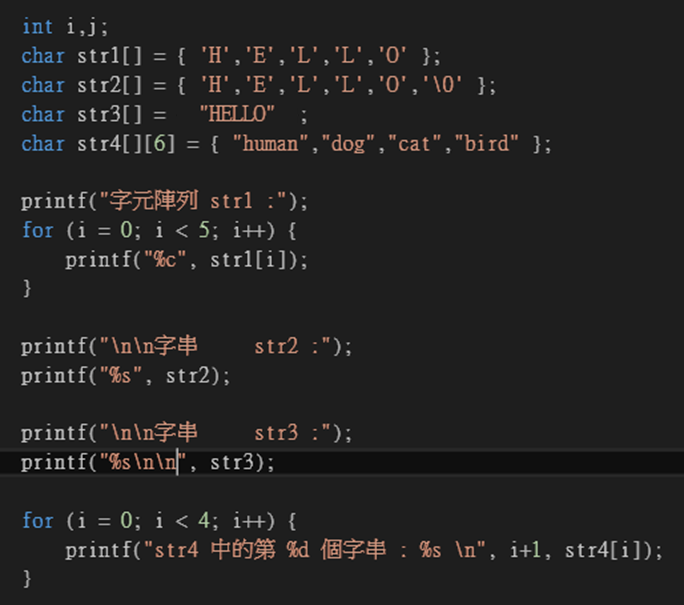 int i,j;
char str1[] = { 'H','E','L','L','O' };
char str2[] = { 'H','E','L','L','O','\0' };
char str3[] =   "HELLO"  ;
char str4[][6] = { "human","dog","cat","bird" };
printf("字元陣列 str1 :");
for (i = 0; i < 5; i++) {
    printf("%c", str1[i]);
}
printf("\n\n字串     str2 :");
printf("%s", str2);
printf("\n\n字串     str3 :");
printf("%s\n\n", str3);
for (i = 0; i < 4; i++) {
    printf("str4 中的第 %d 個字串 : %s \n", i+1, str4[i]);
}